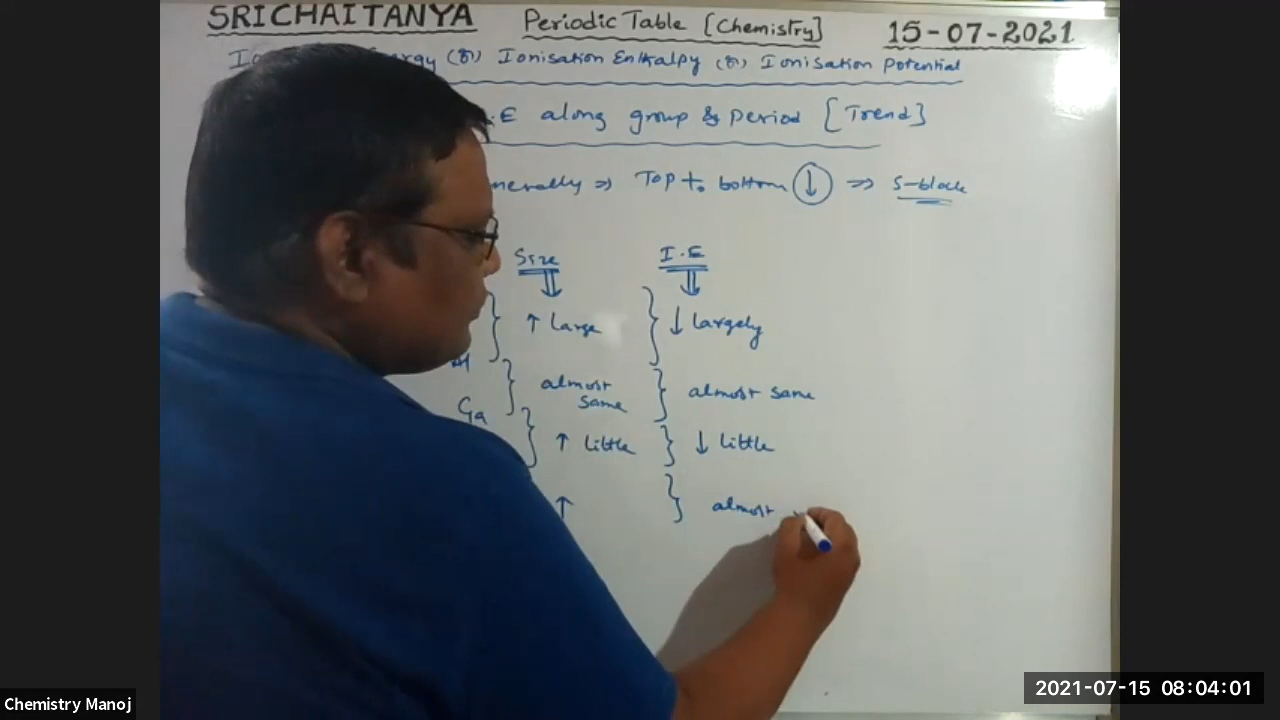 SRICHAITANYA Periodic Table [Chemistry] 15-07-2021
(or) Ionisation Enthalpy (or) Ionisation Potential
I.E along group & Period [Trend]
Top to bottom ↓ ⇒ S-block
Size I.E
↑ Large ↓ largely
almost same almost same
Ga
↑ little ↓ little
↑ almost
Chemistry Manoj
2021-07-15 08:04:01